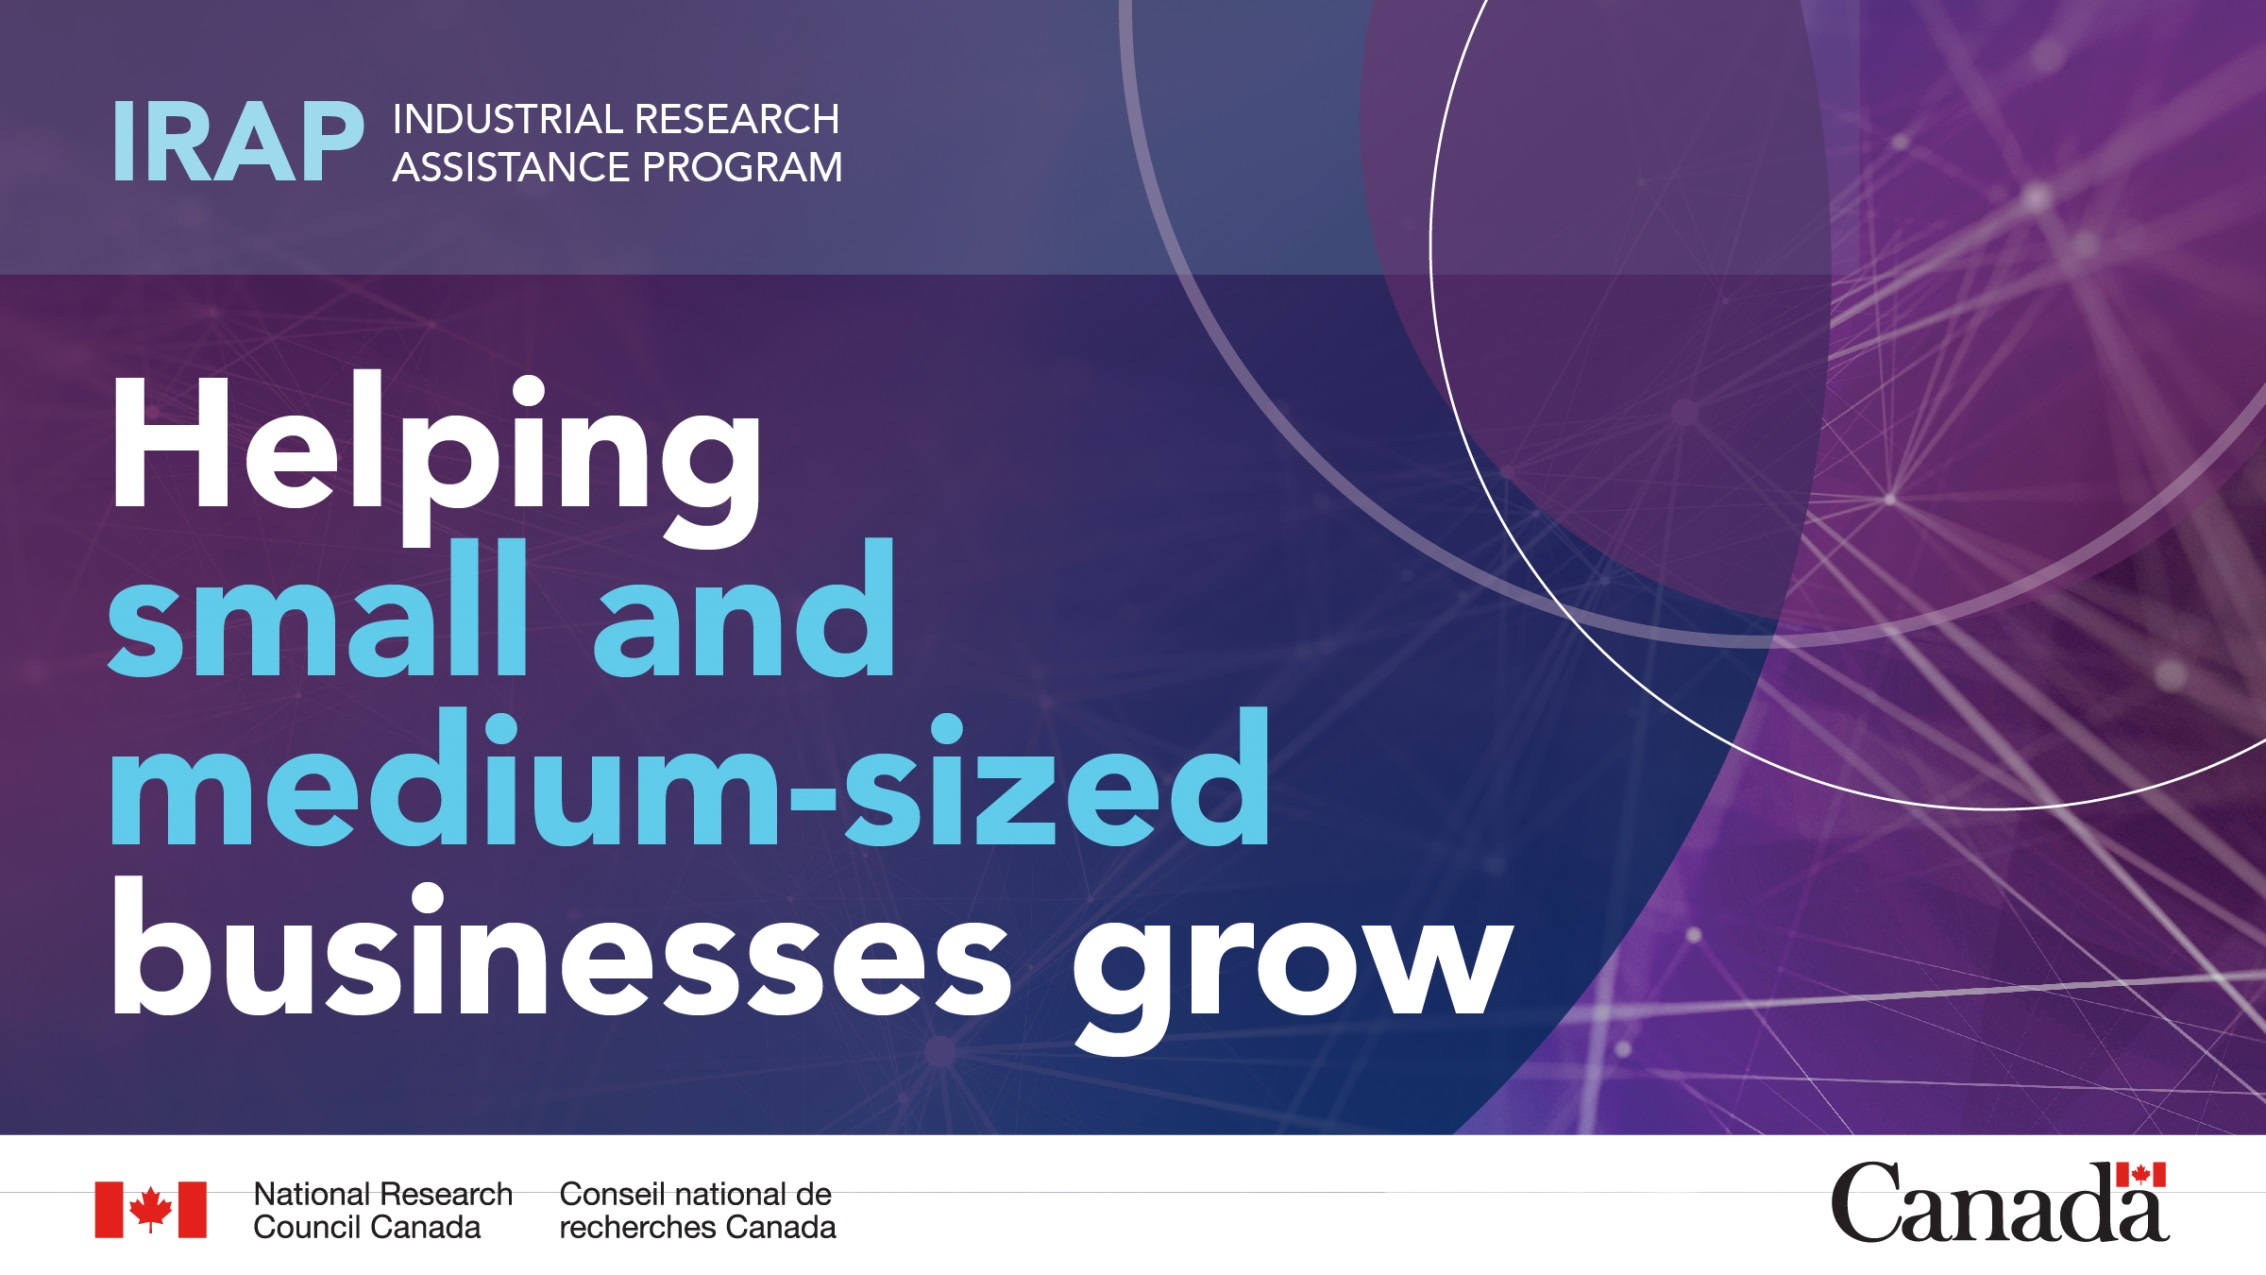 IRAP
INDUSTRIAL RESEARCH
ASSISTANCE PROGRAM
Helping
small and
medium-sized
businesses grow
National Research
Council Canada
Conseil national de
recherches Canada
Canada